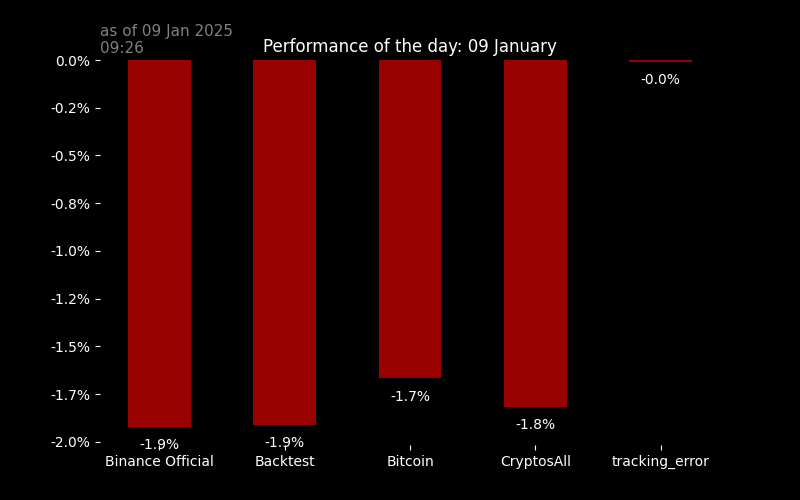 as of 09 Jan 2025
09:26
Performance of the day: 09 January
0.0%
-0.2%
-0.5%
-0.8%
-1.0%
-1.2%
-1.5%
-1.7%
-2.0%
-1.9%
-1.9%
-1.7%
-1.8%
-0.0%
Binance Official
Backtest
Bitcoin
CryptosAll
tracking_error